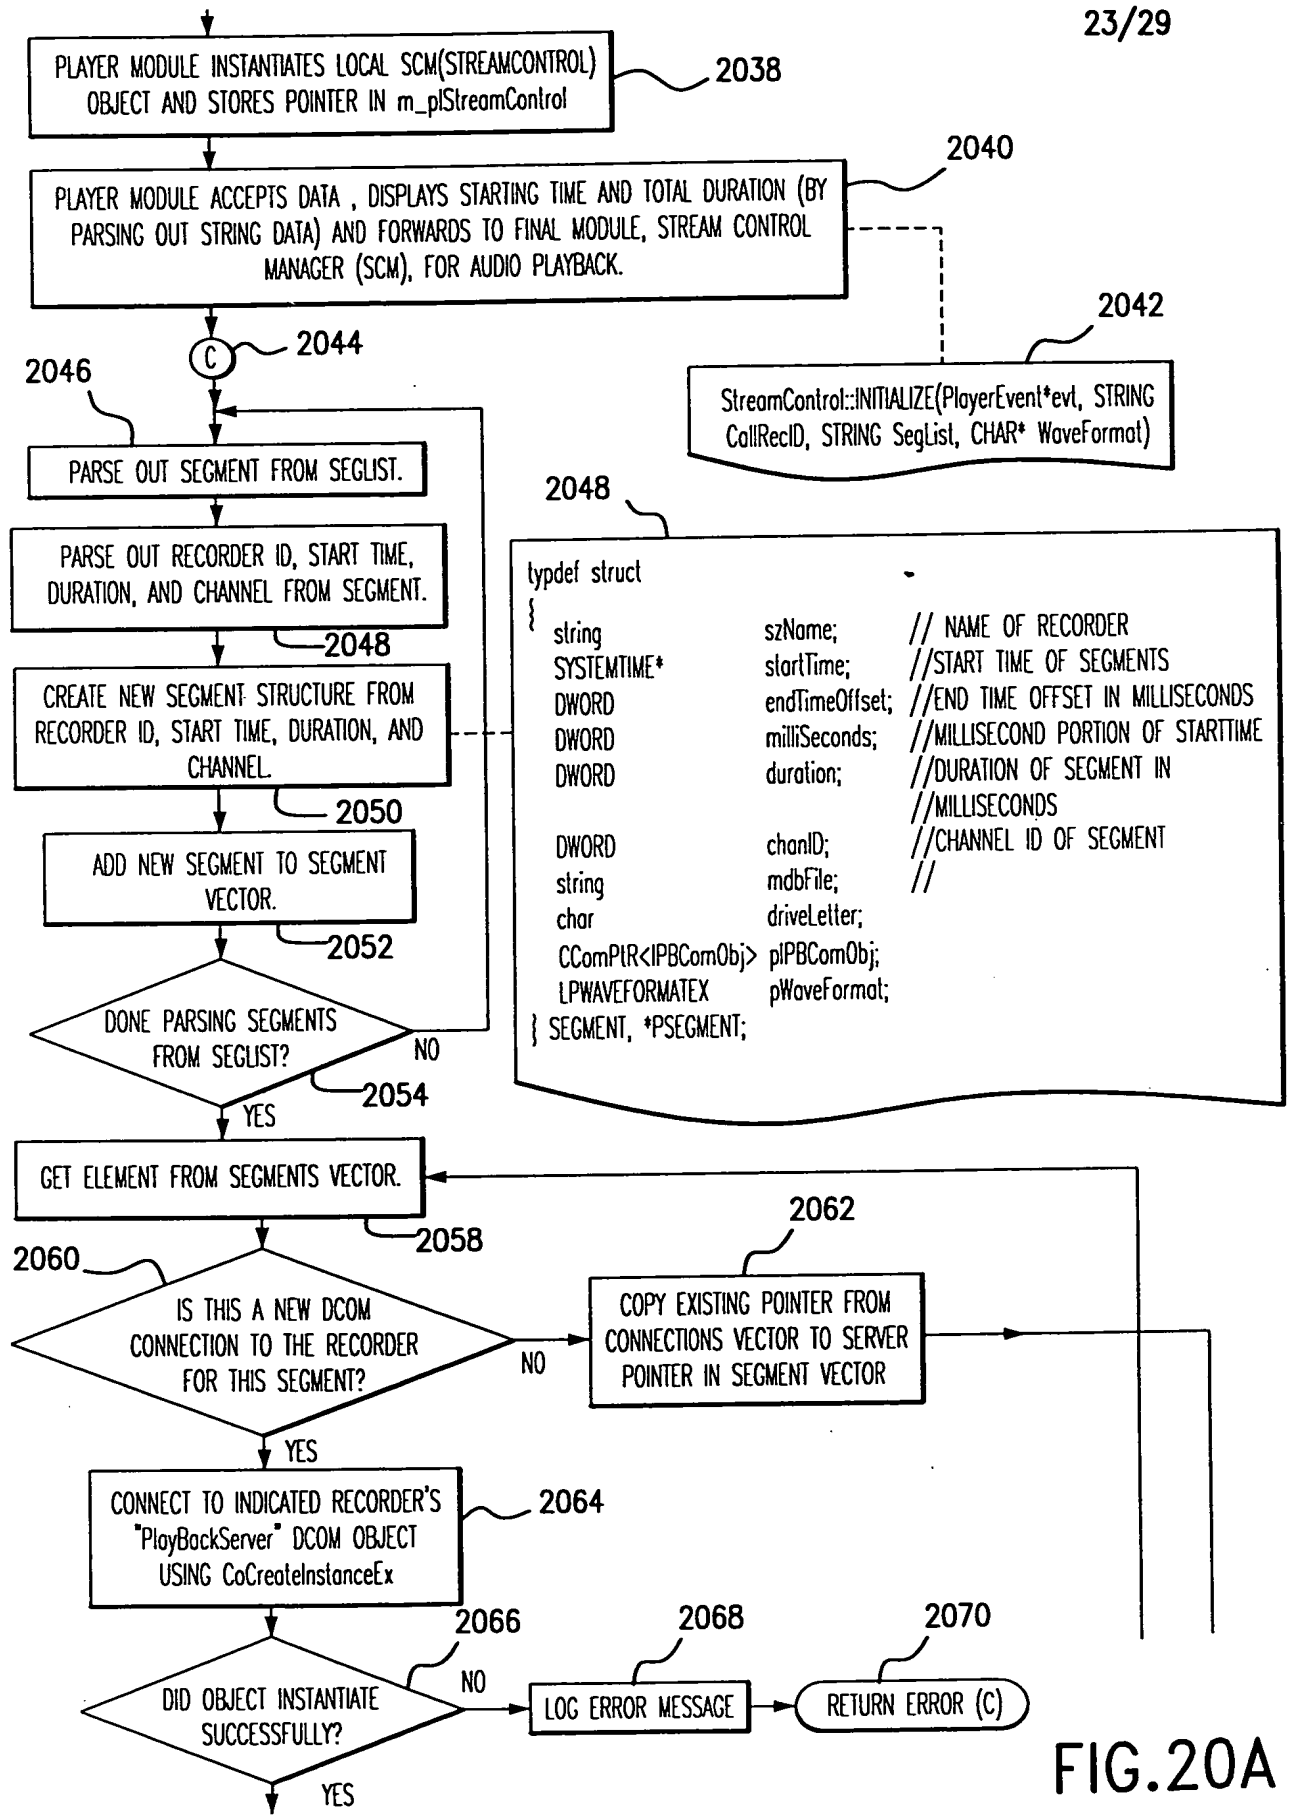 23/29
PLAYER MODULE INSTANTIATES LOCAL SCM(STREAMCONTROL)
OBJECT AND STORES POINTER IN m_plStreamControl
2038
PLAYER MODULE ACCEPTS DATA , DISPLAYS STARTING TIME AND TOTAL DURATION (BY
PARSING OUT STRING DATA) AND FORWARDS TO FINAL MODULE, STREAM CONTROL
MANAGER (SCM), FOR AUDIO PLAYBACK.
2040
C
2044
2042
StreamControl::INITIALIZE(PlayerEvent*evt, STRING
CallRecID, STRING SegList, CHAR* WaveFormat)
2046
PARSE OUT SEGMENT FROM SEGLIST.
PARSE OUT RECORDER ID, START TIME,
DURATION, AND CHANNEL FROM SEGMENT.
2048
CREATE NEW SEGMENT STRUCTURE FROM
RECORDER ID, START TIME, DURATION, AND
CHANNEL.
2050
2048
typdef struct
{
string szName; // NAME OF RECORDER
SYSTEMTIME* startTime; //START TIME OF SEGMENTS
DWORD endTimeOffset; //END TIME OFFSET IN MILLISECONDS
DWORD milliSeconds; //MILLISECOND PORTION OF STARTTIME
DWORD duration; //DURATION OF SEGMENT IN
//MILLISECONDS
DWORD chanID; //CHANNEL ID OF SEGMENT
string mdbFile; //
char driveLetter;
CComPtR<IPBComObj> pIPBComObj;
LPWAVEFORMATEX pWaveFormat;
} SEGMENT, *PSEGMENT;
ADD NEW SEGMENT TO SEGMENT
VECTOR.
2052
DONE PARSING SEGMENTS
FROM SEGLIST?
NO
2054
YES
GET ELEMENT FROM SEGMENTS VECTOR.
2058
2060
IS THIS A NEW DCOM
CONNECTION TO THE RECORDER
FOR THIS SEGMENT?
NO
2062
COPY EXISTING POINTER FROM
CONNECTIONS VECTOR TO SERVER
POINTER IN SEGMENT VECTOR
YES
CONNECT TO INDICATED RECORDER'S
"PlayBackServer" DCOM OBJECT
USING CoCreateInstanceEx
2064
2066
DID OBJECT INSTANTIATE
SUCCESSFULLY?
NO
2068
LOG ERROR MESSAGE
2070
RETURN ERROR (C)
YES
FIG.20A